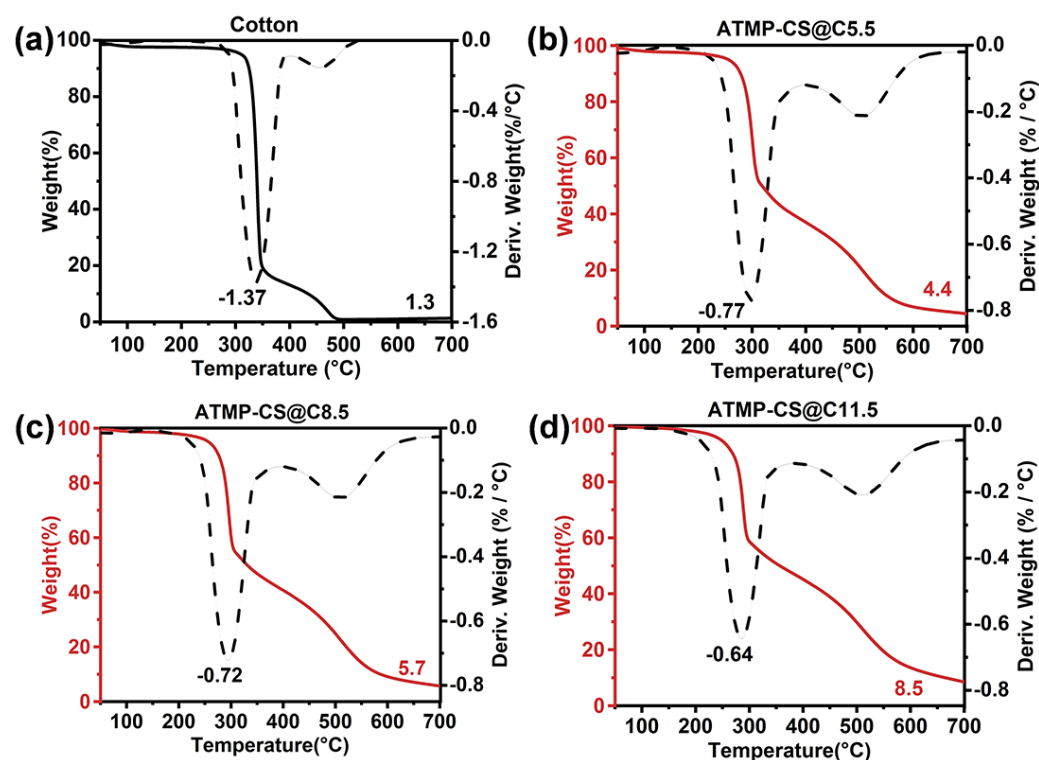 (a)
Cotton
Weight(%)
100
80
60
40
20
0
0.0
-0.4
-0.8
-1.2
-1.6
Deriv. Weight(%/°C)
-1.37
1.3
100 200 300 400 500 600 700
Temperature (°C)
(b)
ATMP-CS@C5.5
Weight(%)
100
80
60
40
20
0
0.0
-0.2
-0.4
-0.6
-0.8
Deriv. Weight (% / °C)
-0.77
4.4
100 200 300 400 500 600 700
Temperature(°C)
(c)
ATMP-CS@C8.5
Weight(%)
100
80
60
40
20
0
0.0
-0.2
-0.4
-0.6
-0.8
Deriv. Weight (% / °C)
-0.72
5.7
100 200 300 400 500 600 700
Temperature(°C)
(d)
ATMP-CS@C11.5
Weight(%)
100
80
60
40
20
0
0.0
-0.2
-0.4
-0.6
-0.8
Deriv. Weight (% / °C)
-0.64
8.5
100 200 300 400 500 600 700
Temperature(°C)